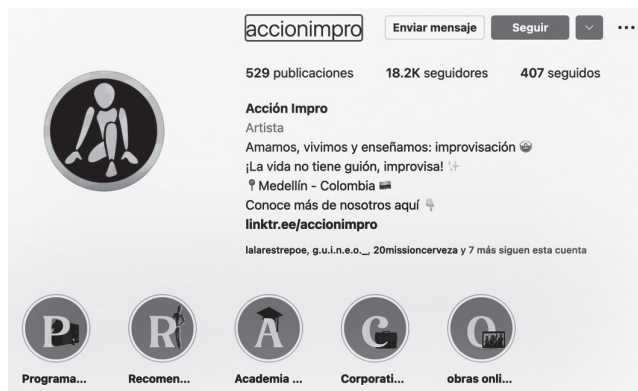 accionimpro Enviar mensaje Seguir
529 publicaciones 18.2K seguidores 407 seguidos
Acción Impro
Artista
Amamos, vivimos y enseñamos: improvisación 🤩
¡La vida no tiene guión, improvisa! ✨
📍Medellín - Colombia 🇨🇴
Conoce más de nosotros aquí 👇
linktr.ee/accionimpro
lalarestrepoe, g.u.i.n.e.o._, 20missioncerveza y 7 más siguen esta cuenta
P R A C O
Programa... Recomen... Academia ... Corporati... obras onli...